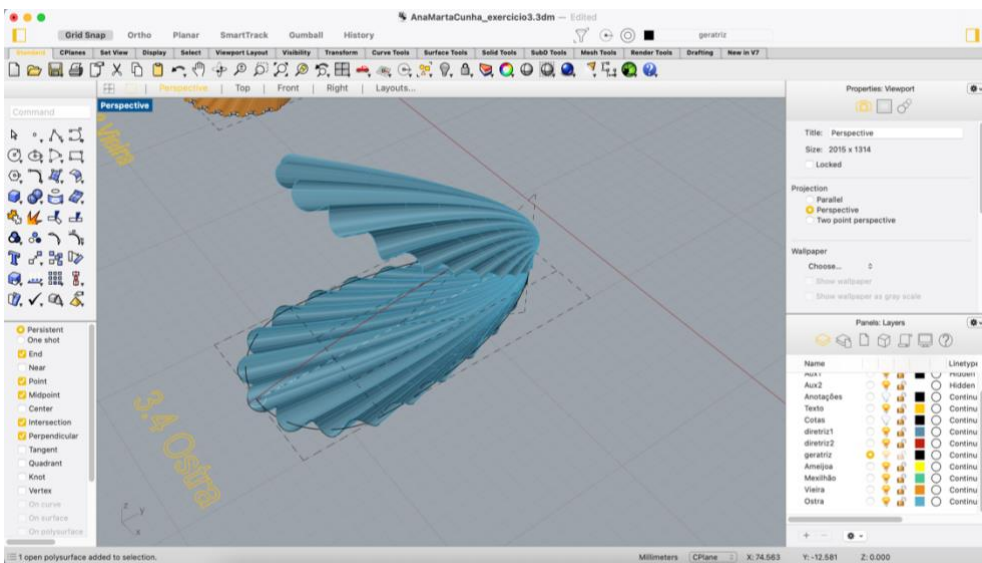 AnaMartaCunha_exercicio3.3dm — Edited
Grid Snap Ortho Planar SmartTrack Gumball History geratriz
Standard CPlanes Set View Display Select Viewport Layout Visibility Transform Curve Tools Surface Tools Solid Tools SubD Tools Mesh Tools Render Tools Drafting New in V7
Perspective Top Front Right Layouts...
Properties: Viewport
Command
Perspective
Vieira
Title: Perspective
Size: 2015 x 1314
Locked
Projection
Parallel
Perspective
Two point perspective
Wallpaper
Choose...
Show wallpaper
Show wallpaper as gray scale
Persistent
One shot
End
Near
Point
Midpoint
Center
Intersection
Perpendicular
Tangent
Quadrant
Knot
Vertex
On curve
On surface
On polysurface
3.4 Ostra
z y
x
Panels: Layers
Name Linetype
Aux1 Hidden
Aux2 Hidden
Anotações Continu
Texto Continu
Cotas Continu
diretriz1 Continu
diretriz2 Continu
geratriz Continu
Ameijoa Continu
Mexilhão Continu
Vieira Continu
Ostra Continu
1 open polysurface added to selection.
Millimeters CPlane X: 74.563 Y: -12.581 Z: 0.000